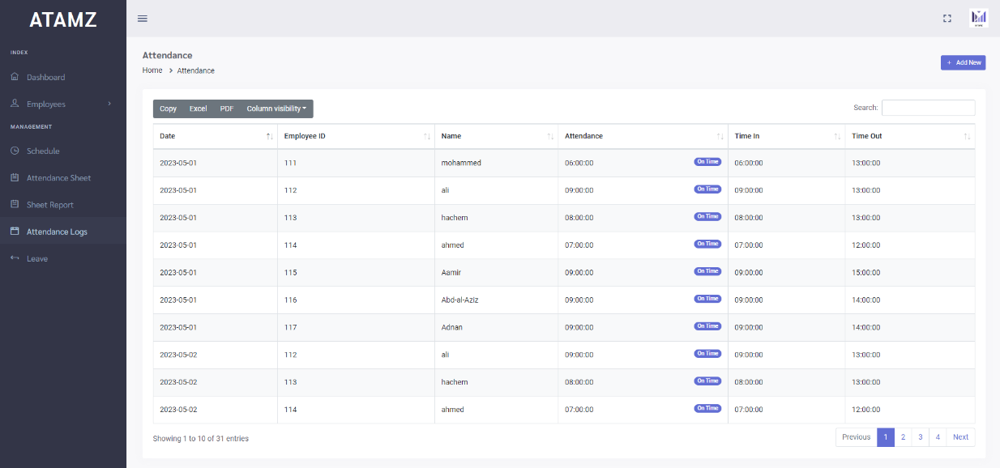 ATAMZ
INDEX
Dashboard
Employees
MANAGEMENT
Schedule
Attendance Sheet
Sheet Report
Attendance Logs
Leave
Attendance
Home > Attendance
+ Add New
Copy Excel PDF Column visibility
Search:
Date Employee ID Name Attendance Time In Time Out
2023-05-01 111 mohammed 06:00:00 On Time 06:00:00 13:00:00
2023-05-01 112 ali 09:00:00 On Time 09:00:00 13:00:00
2023-05-01 113 hachem 08:00:00 On Time 08:00:00 13:00:00
2023-05-01 114 ahmed 07:00:00 On Time 07:00:00 12:00:00
2023-05-01 115 Aamir 09:00:00 On Time 09:00:00 15:00:00
2023-05-01 116 Abd-al-Aziz 09:00:00 On Time 09:00:00 14:00:00
2023-05-01 117 Adnan 09:00:00 On Time 09:00:00 14:00:00
2023-05-02 112 ali 09:00:00 On Time 09:00:00 13:00:00
2023-05-02 113 hachem 08:00:00 On Time 08:00:00 13:00:00
2023-05-02 114 ahmed 07:00:00 On Time 07:00:00 12:00:00
Showing 1 to 10 of 31 entries
Previous 1 2 3 4 Next